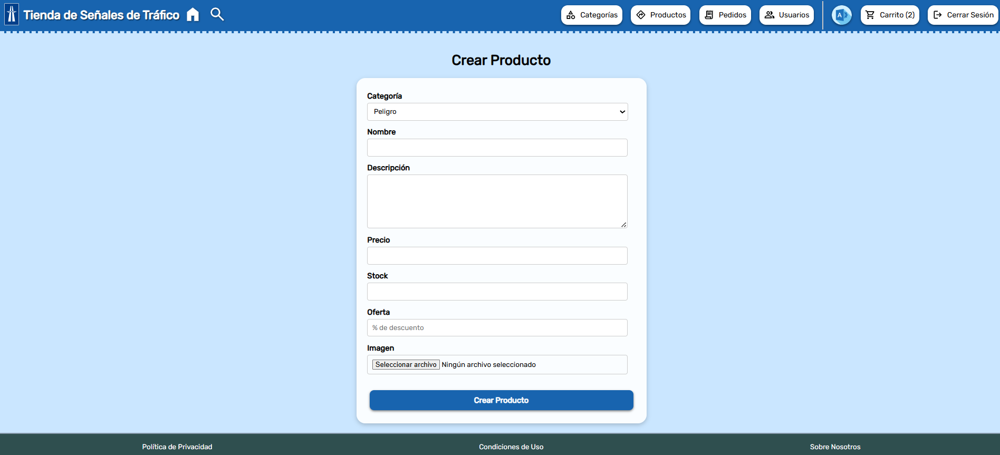 Tienda de Señales de Tráfico
Categorías
Productos
Pedidos
Usuarios
A
Carrito (2)
Cerrar Sesión
Crear Producto
Categoría
Peligro
Nombre
Descripción
Precio
Stock
Oferta
% de descuento
Imagen
Seleccionar archivo Ningún archivo seleccionado
Crear Producto
Política de Privacidad
Condiciones de Uso
Sobre Nosotros